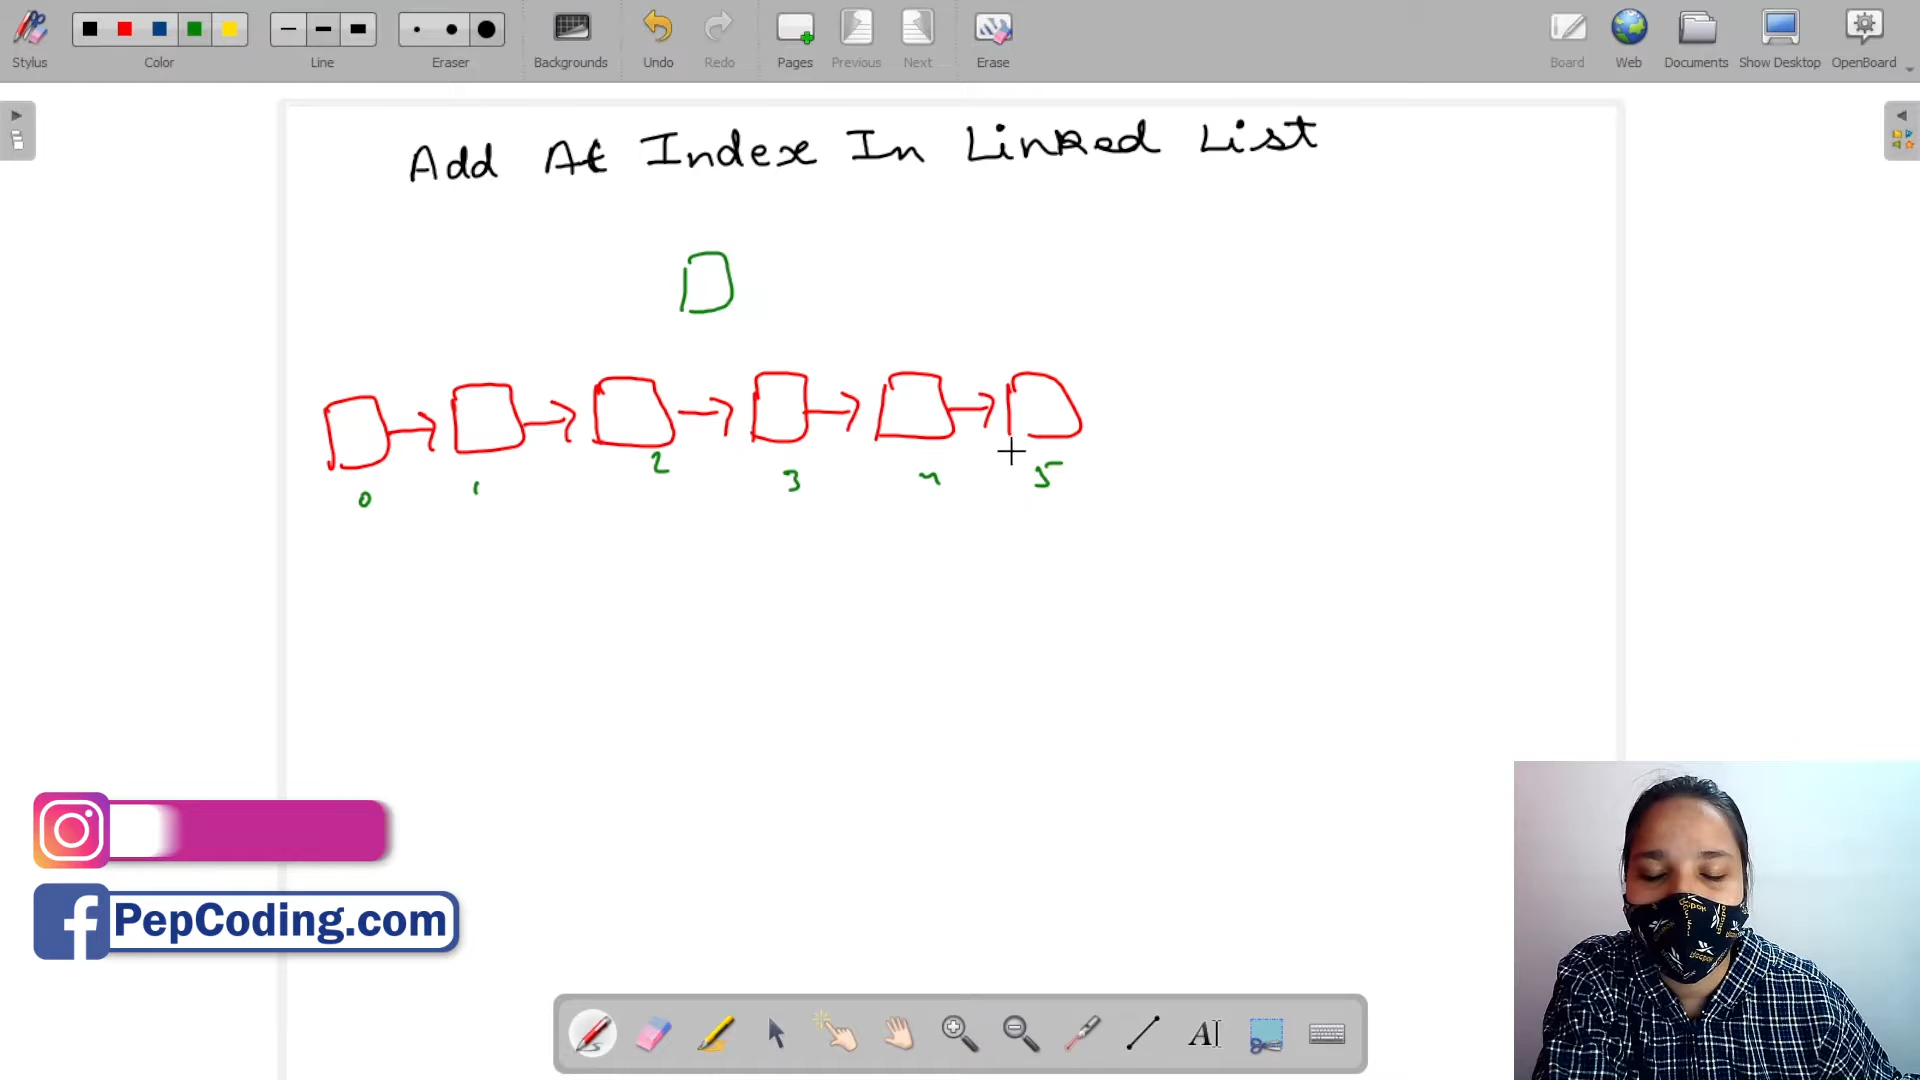 Stylus
Color
Line
Eraser
Backgrounds
Undo
Redo
Pages
Previous
Next
Erase
Board
Web
Documents
Show Desktop
OpenBoard
Add At Index In Linked List
0 1 2 3 4 5
PepCoding.com